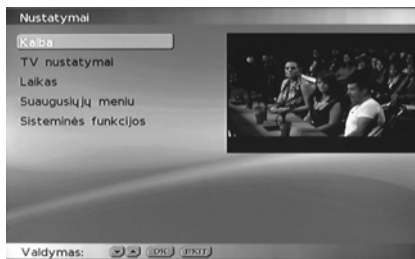 Nustatymai
Kalba
TV nustatymai
Laikas
Suaugusiųjų meniu
Sisteminės funkcijos
Valdymas: OK EXIT